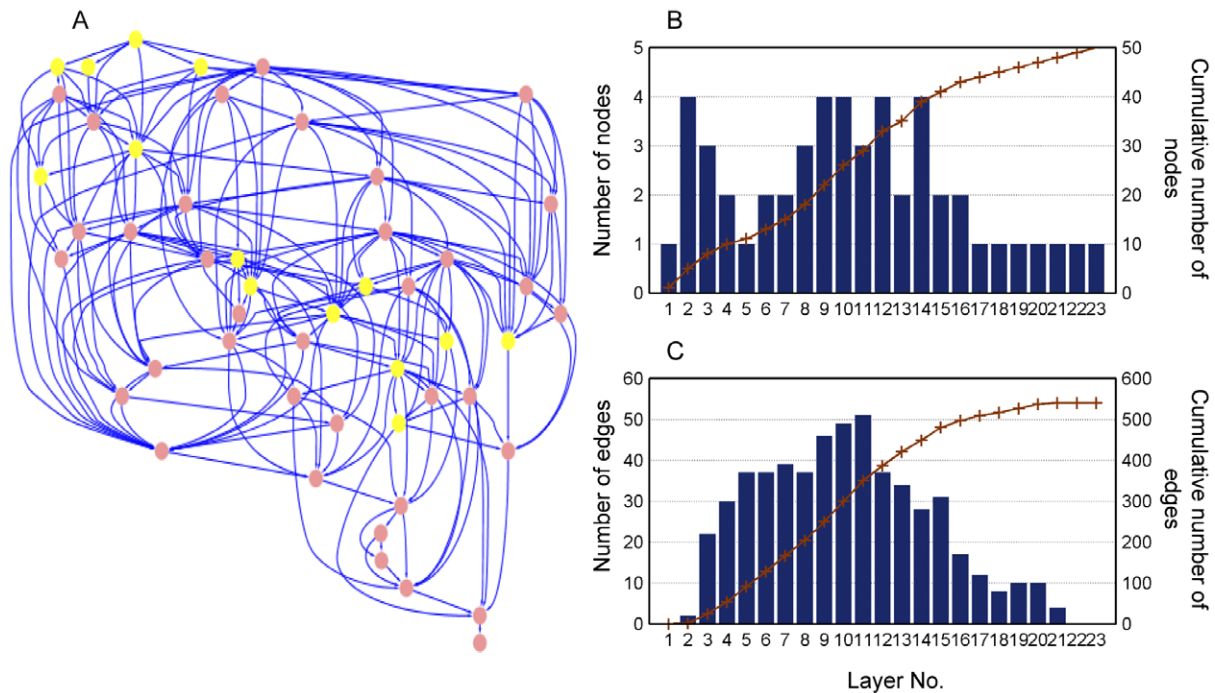 A
B
5
4
3
2
1
0
Number of nodes
50
40
30
20
10
0
Cumulative number of
nodes
1 2 3 4 5 6 7 8 9 10 11 12 13 14 15 16 17 18 19 20 21 22 23
C
60
50
40
30
20
10
0
Number of edges
600
500
400
300
200
100
0
Cumulative number of
edges
1 2 3 4 5 6 7 8 9 10 11 12 13 14 15 16 17 18 19 20 21 22 23
Layer No.